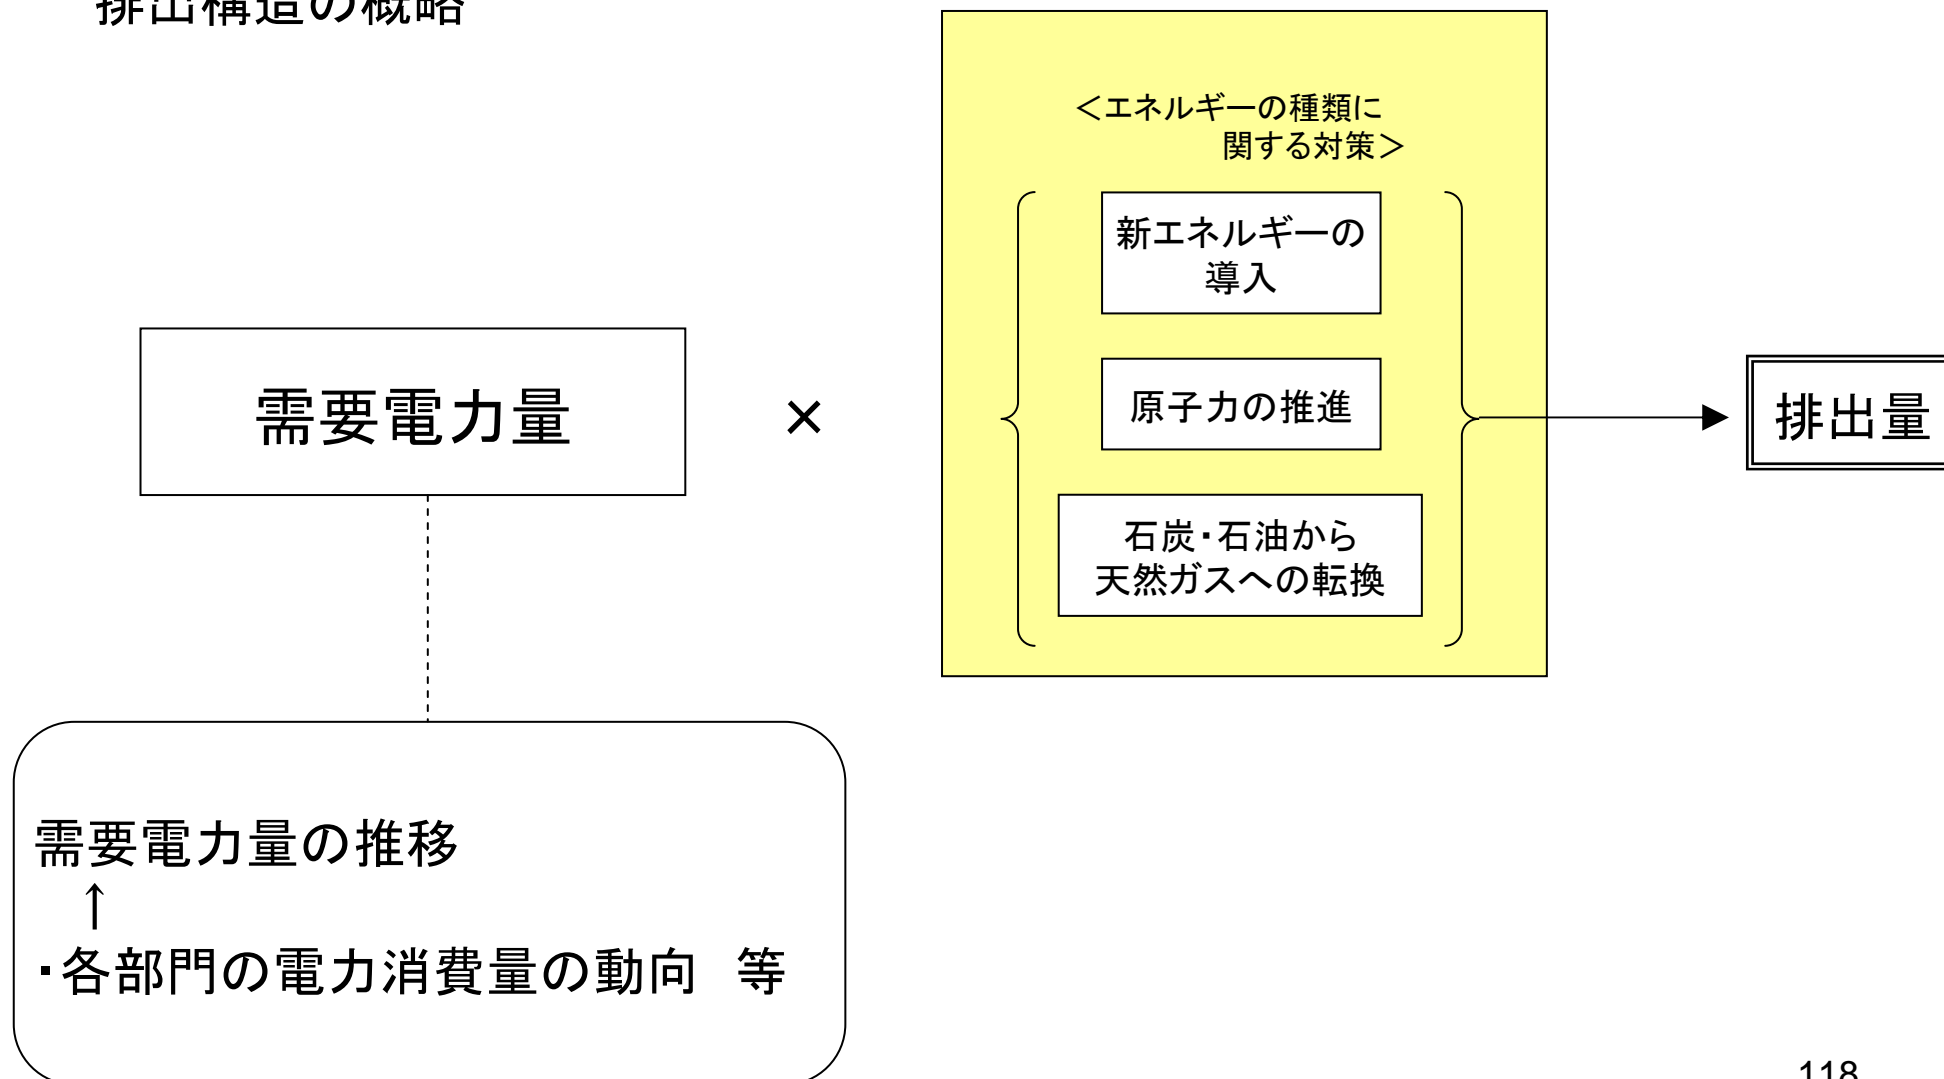 排出構造の概略
＜エネルギーの種類に
関する対策＞
新エネルギーの
導入
需要電力量
×
原子力の推進
排出量
石炭・石油から
天然ガスへの転換
需要電力量の推移
↑
・各部門の電力消費量の動向　等
118